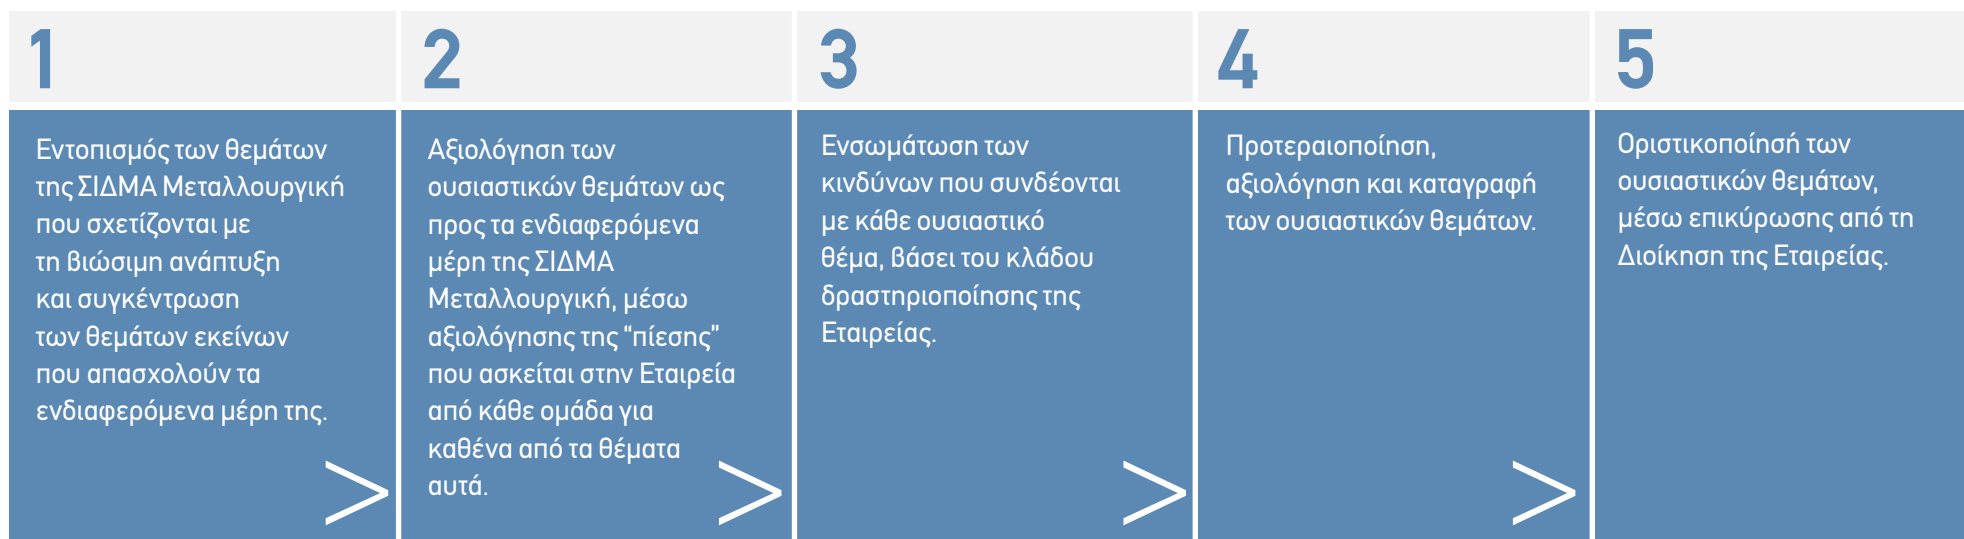 1
Εντοπισμός των θεμάτων
της ΣΙΔΜΑ Μεταλλουργική
που σχετίζονται με
τη βιώσιμη ανάπτυξη
και συγκέντρωση
των θεμάτων εκείνων
που απασχολούν τα
ενδιαφερόμενα μέρη της.
2
Αξιολόγηση των
ουσιαστικών θεμάτων ως
προς τα ενδιαφερόμενα
μέρη της ΣΙΔΜΑ
Μεταλλουργική, μέσω
αξιολόγησης της “πίεσης”
που ασκείται στην Εταιρεία
από κάθε ομάδα για
καθένα από τα θέματα
αυτά.
3
Ενσωμάτωση των
κινδύνων που συνδέονται
με κάθε ουσιαστικό
θέμα, βάσει του κλάδου
δραστηριοποίησης της
Εταιρείας.
4
Προτεραιοποίηση,
αξιολόγηση και καταγραφή
των ουσιαστικών θεμάτων.
5
Οριστικοποίησή των
ουσιαστικών θεμάτων,
μέσω επικύρωσης από τη
Διοίκηση της Εταιρείας.